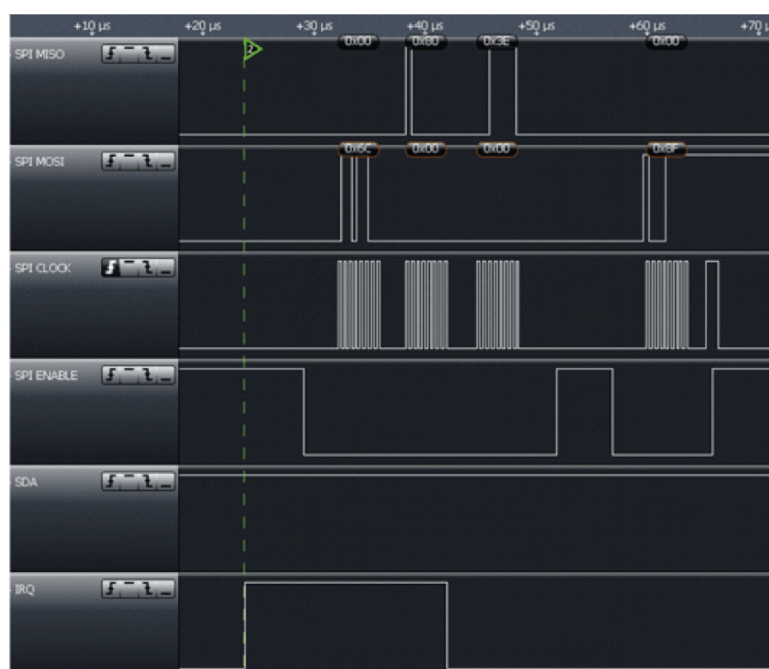 +10 µs +20 µs +30 µs +40 µs +50 µs +60 µs +70 µs
2
SPI MISO 0x00 0x80 0x3E 0x00
SPI MOSI 0x6C 0x00 0x00 0x8F
SPI CLOCK
SPI ENABLE
SDA
IRQ